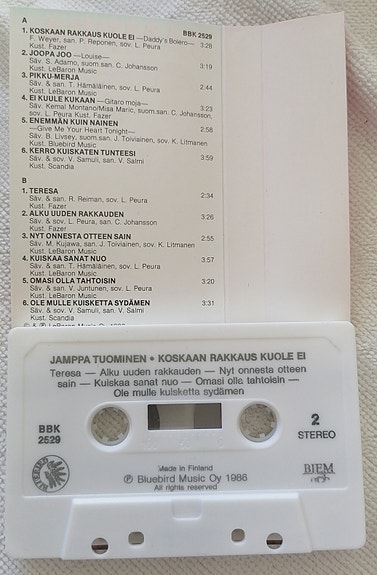 A
BBK 2529
1. KOSKAAN RAKKAUS KUOLE EI —Daddy's Bolero—
F. Weyer, san. P. Reponen, sov. L. Peura 3:28
Kust. Fazer
2. JOOPA JOO —Louise—
Säv. S. Adamo, suom.san. C. Johansson 3:19
Kust. LeBaron Music
3. PIKKU-MERJA
Säv. & san. T. Hämäläinen, sov. L. Peura 2:44
Kust. LeBaron Music
4. EI KUULE KUKAAN —Gitaro moja—
Säv. Kemal Montano/Misa Maric, suom.san. C. Johansson, 3:23
sov. L. Peura Kust. Fazer
5. ENEMMÄN KUIN NAINEN
—Give Me Your Heart Tonight— 2:58
Säv. B. Livsey, suom.san. J. Toiviainen, sov. K. Litmanen
Kust. Bluebird Music
6. KERRO KUISKATEN TUNTEESI
Säv. & sov. V. Samuli, san. V. Salmi 3:59
Kust. Scandia
B
1. TERESA
Säv. & san. R. Reiman, sov. L. Peura 2:34
Kust. Fazer
2. ALKU UUDEN RAKKAUDEN
Säv. & sov. L. Peura, san. C. Johansson 3:26
Kust. Fazer
3. NYT ONNESTA OTTEEN SAIN 2:55
Säv. M. Kujawa, san. J. Toiviainen, sov. K. Litmanen
Kust. LeBaron Music
4. KUISKAA SANAT NUO 3:57
Säv. & san. T. Hämäläinen, sov. L. Peura
Kust. LeBaron Music
5. OMASI OLLA TAHTOISIN 3:20
Säv. & san. V. Juntunen, sov. L. Peura
Kust. LeBaron Music
6. OLE MULLE KUISKETTA SYDÄMEN 3:31
Säv. & sov. V. Samuli, san. V. Salmi
Kust. Scandia
JAMPPA TUOMINEN • KOSKAAN RAKKAUS KUOLE EI
Teresa — Alku uuden rakkauden — Nyt onnesta otteen
sain — Kuiskaa sanat nuo — Omasi olla tahtoisin —
Ole mulle kuisketta sydämen
BBK
2529
2
STEREO
BLUEBIRD
Made in Finland
Ⓟ Bluebird Music Oy 1986
All rights reserved
BIEM